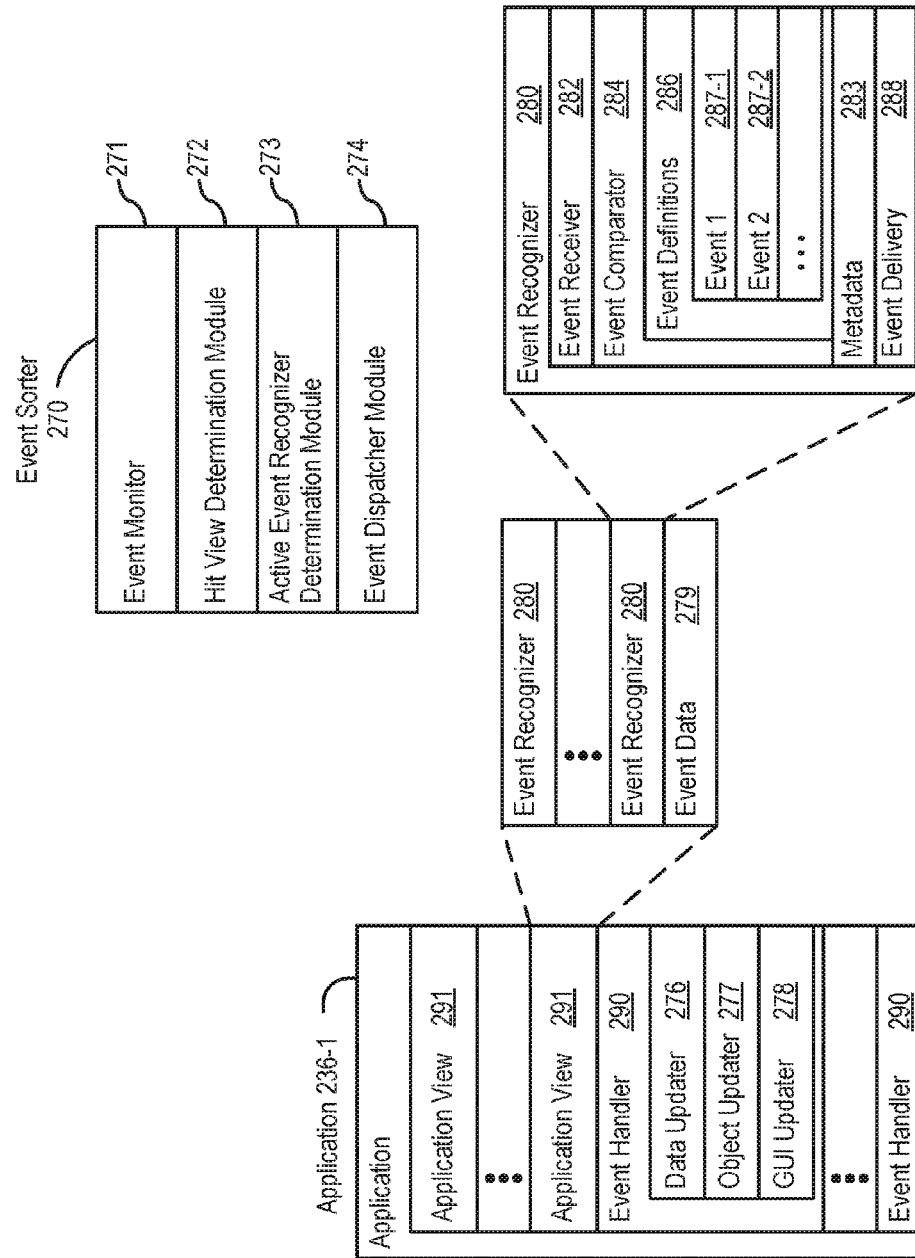 Event Sorter
270
Event Monitor 271
Hit View Determination Module 272
Active Event Recognizer 273
Determination Module
Event Dispatcher Module 274
Application 236-1
Application
Application View 291
•••
Application View 291
Event Handler 290
Data Updater 276
Object Updater 277
GUI Updater 278
•••
Event Handler 290
Event Recognizer 280
•••
Event Recognizer 280
Event Data 279
Event Recognizer 280
Event Receiver 282
Event Comparator 284
Event Definitions 286
Event 1 287-1
Event 2 287-2
•••
Metadata 283
Event Delivery 288